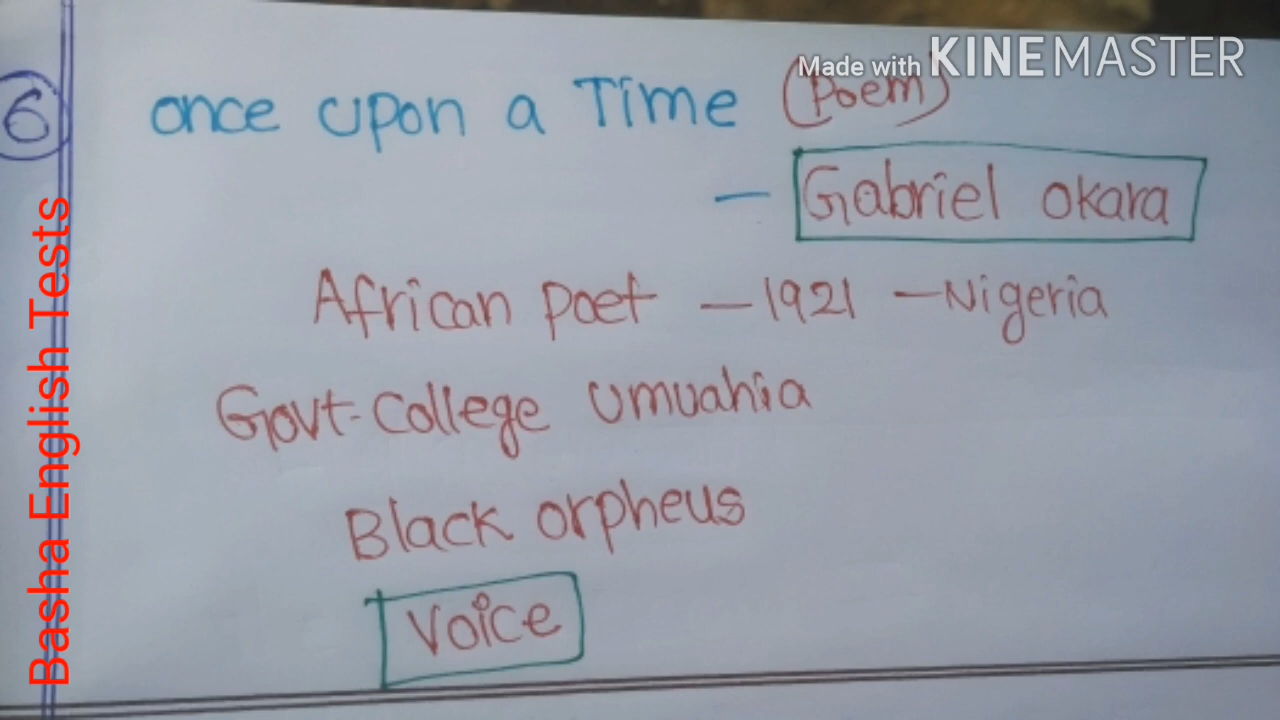 Made with KINEMASTER
6 once upon a Time (Poem)
- Gabriel Okara
African Poet - 1921 - Nigeria
Govt-College Umuahia
Black orpheus
Voice
Basha English Tests